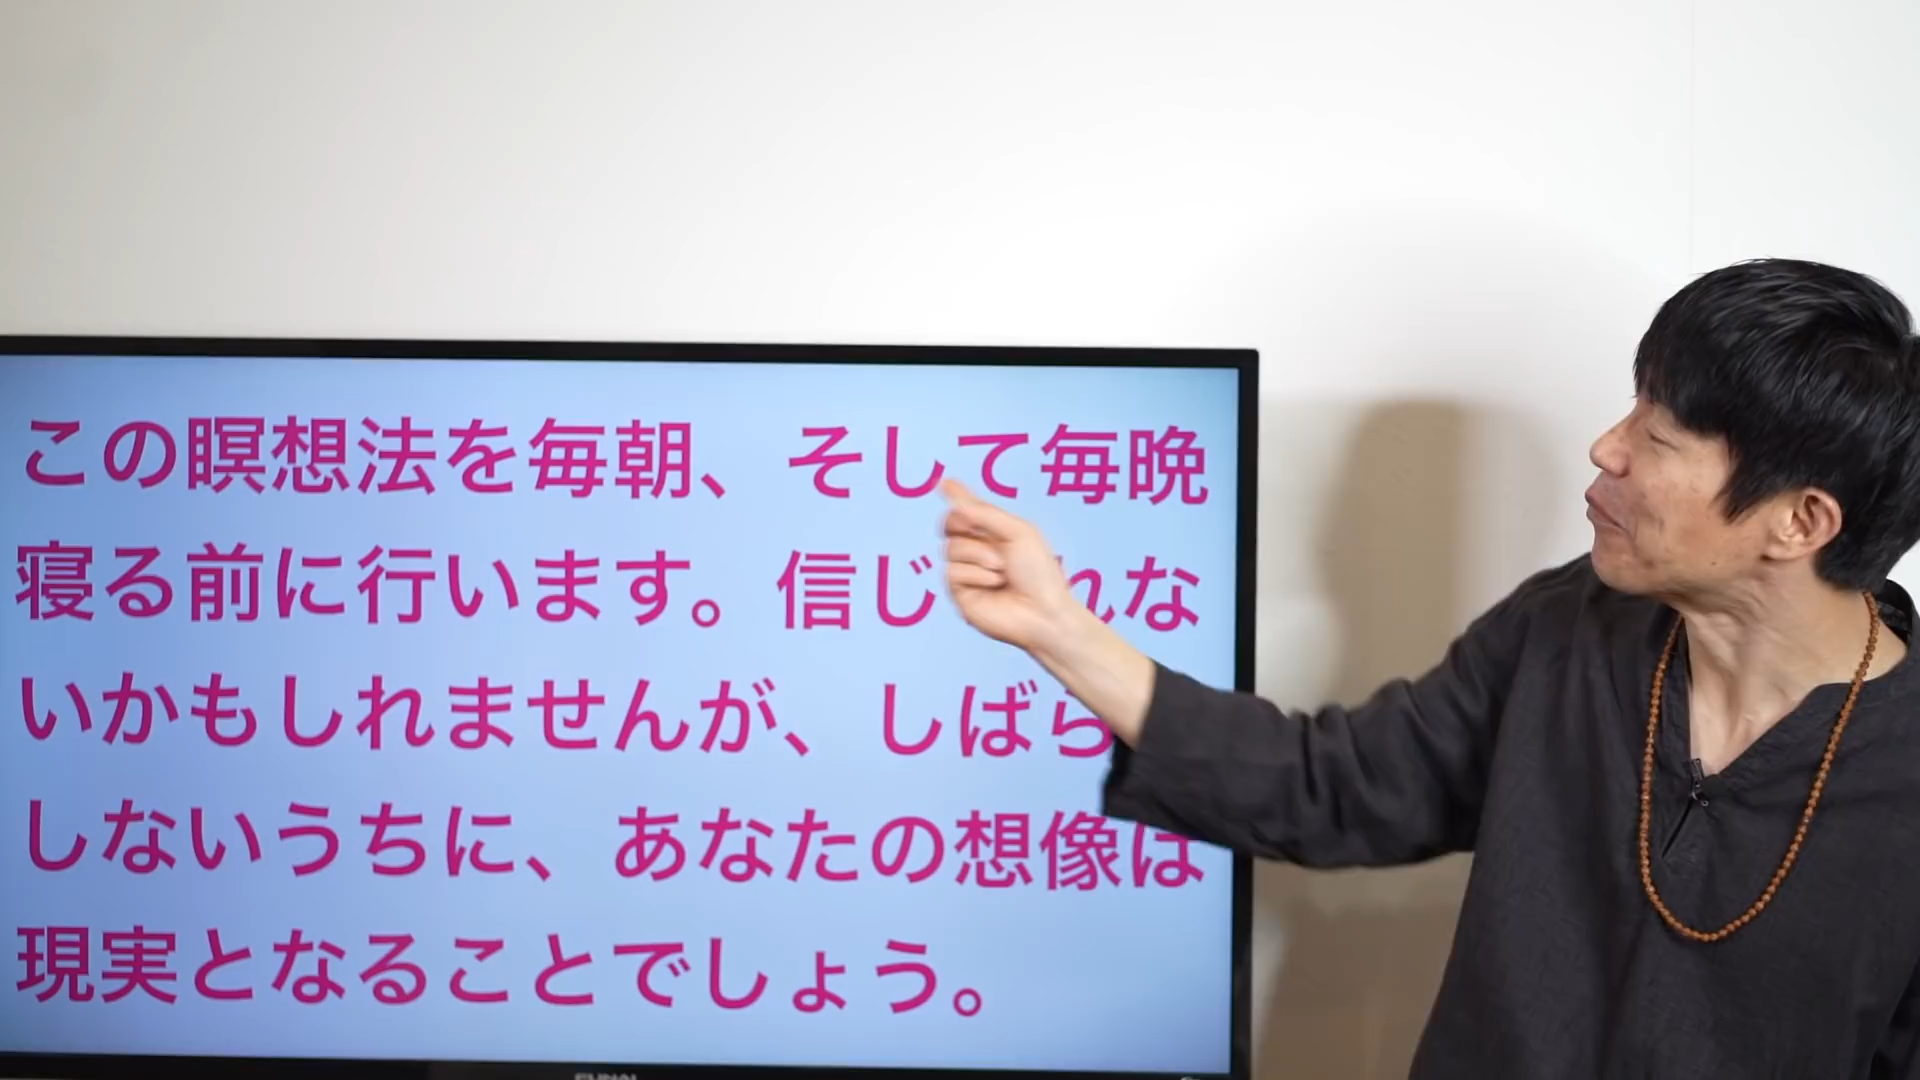 この瞑想法を毎朝、そして毎晩
寝る前に行います。信じ れな
いかもしれませんが、しばら
しないうちに、あなたの想像は
現実となることでしょう。